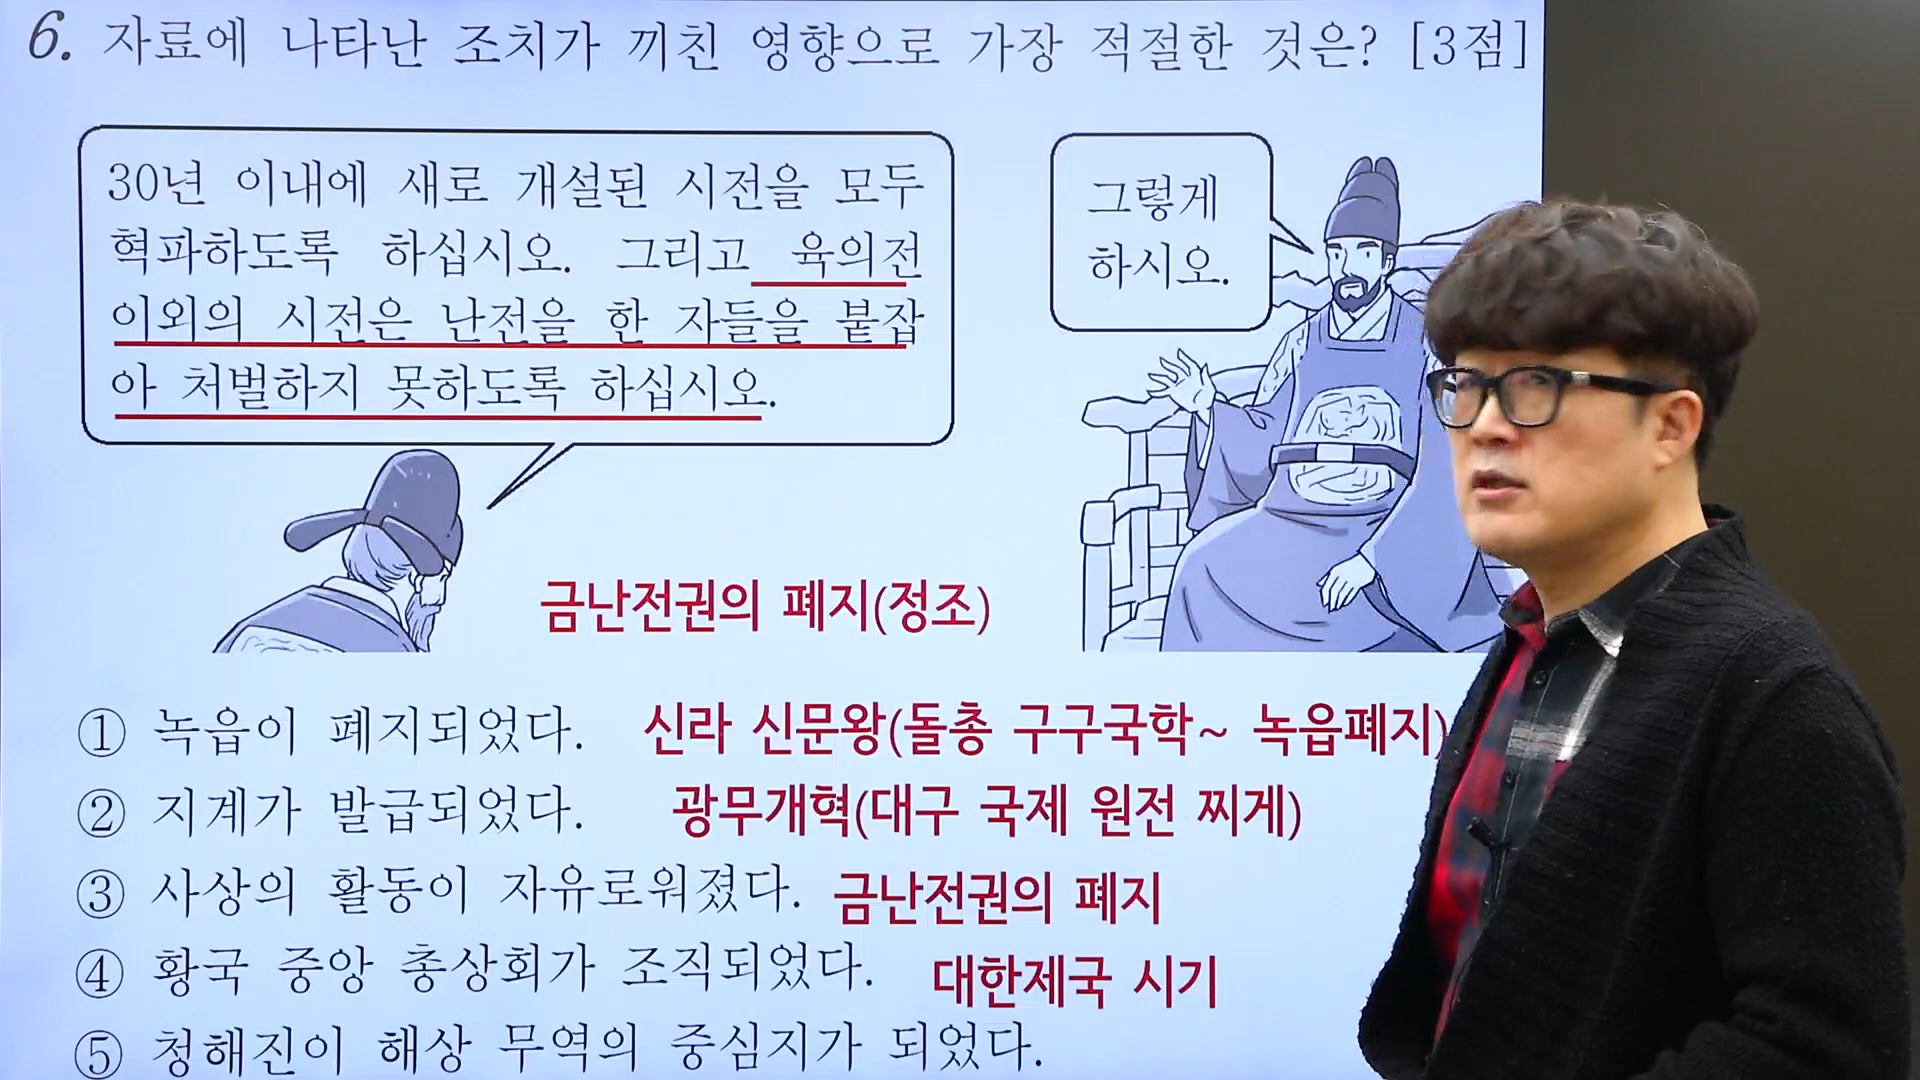 6. 자료에 나타난 조치가 끼친 영향으로 가장 적절한 것은? [3점]
30년 이내에 새로 개설된 시전을 모두
혁파하도록 하십시오. 그리고 육의전
이외의 시전은 난전을 한 자들을 붙잡
아 처벌하지 못하도록 하십시오.
그렇게
하시오.
금난전권의 폐지(정조)
① 녹읍이 폐지되었다. 신라 신문왕(돌총 구구국학~ 녹읍폐지)
② 지계가 발급되었다. 광무개혁(대구 국제 원전 찌게)
③ 사상의 활동이 자유로워졌다. 금난전권의 폐지
④ 황국 중앙 총상회가 조직되었다. 대한제국 시기
⑤ 청해진이 해상 무역의 중심지가 되었다.